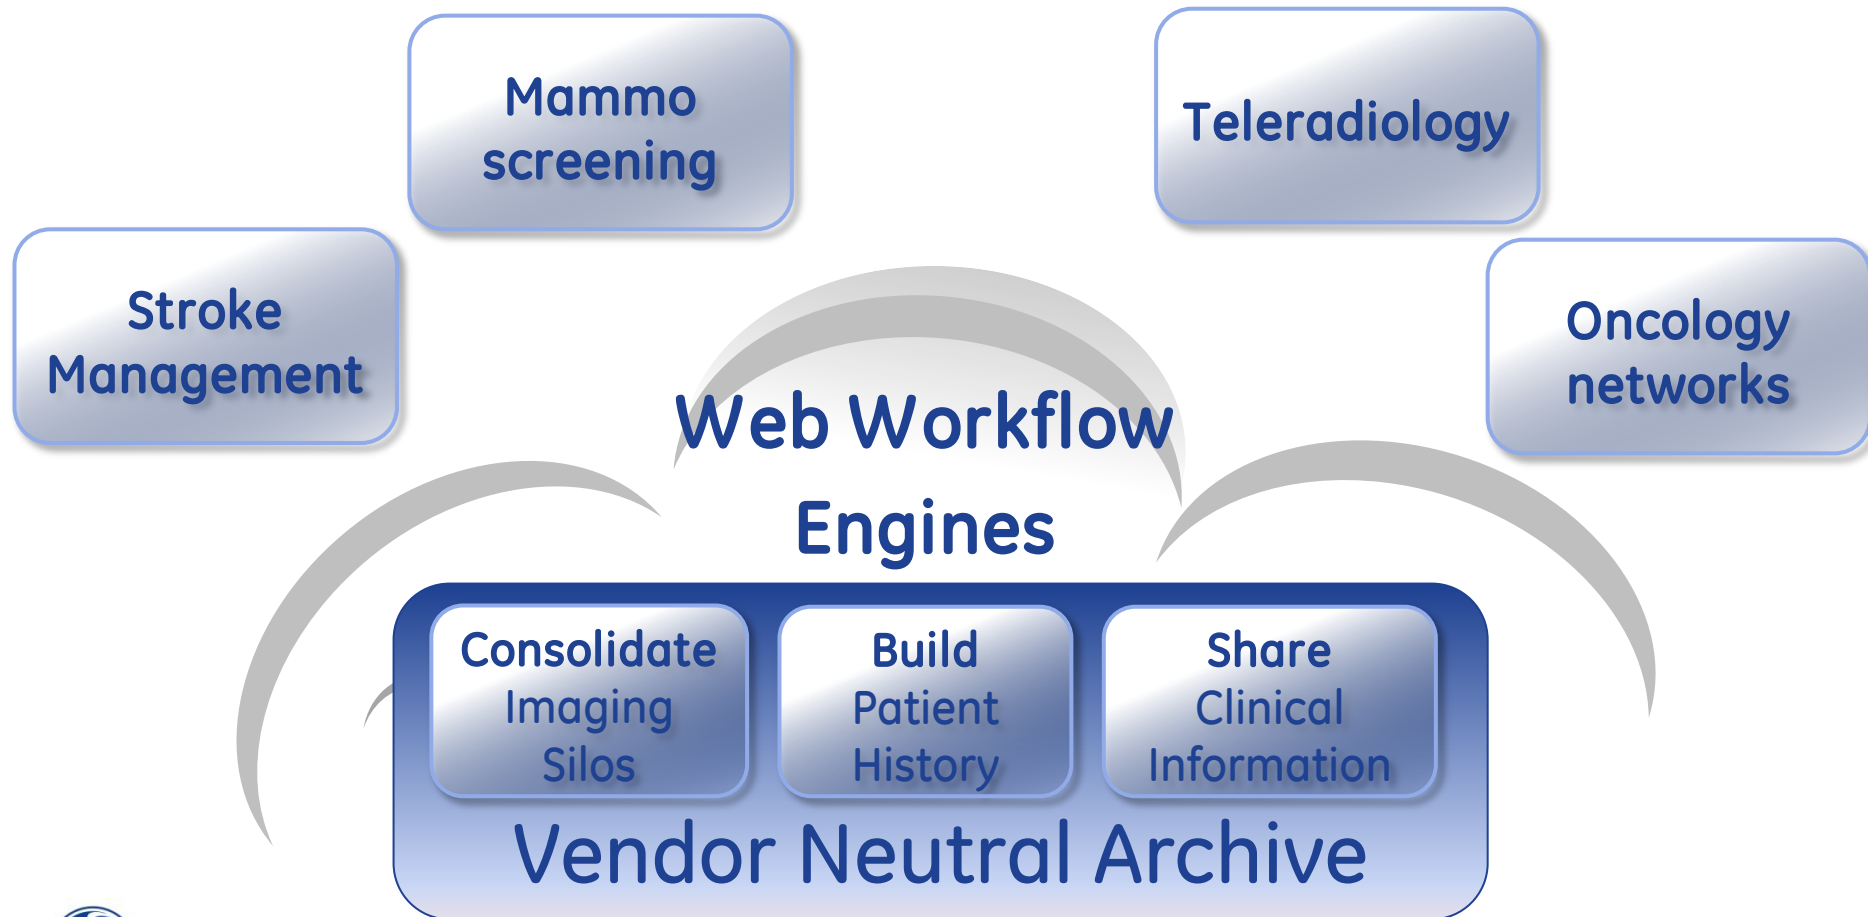 Mammo
screening
Teleradiology
Stroke
Management
Oncology
networks
Web Workflow
Engines
Consolidate
Imaging
Silos
Build
Patient
History
Share
Clinical
Information
Vendor Neutral Archive